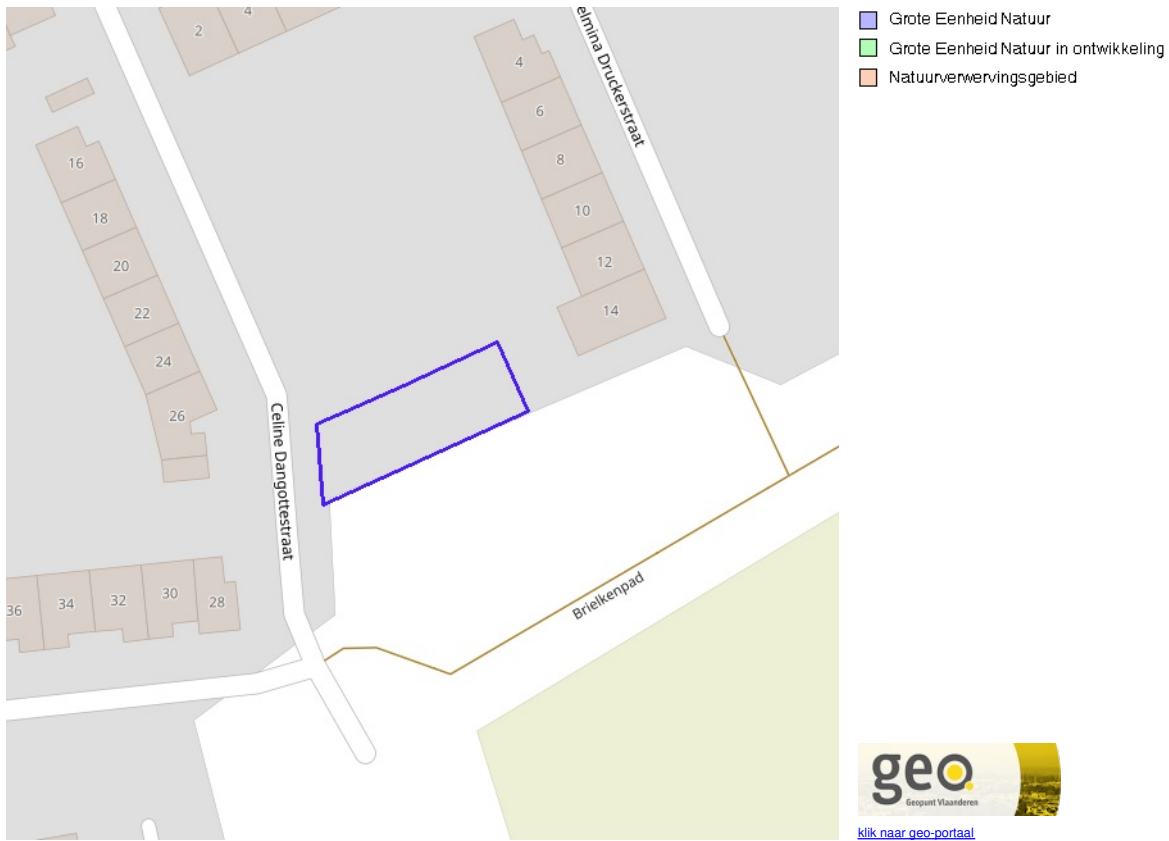 Grote Eenheid Natuur
Grote Eenheid Natuur in ontwikkeling
Natuurverwervingsgebied
2
4
elmina Druckerstraat
4
6
8
10
12
14
16
18
20
22
24
26
Celine Dangottestraat
36
34
32
30
28
Brielkenpad
geo
Geopunt Vlaanderen
klik naar geo-portaal